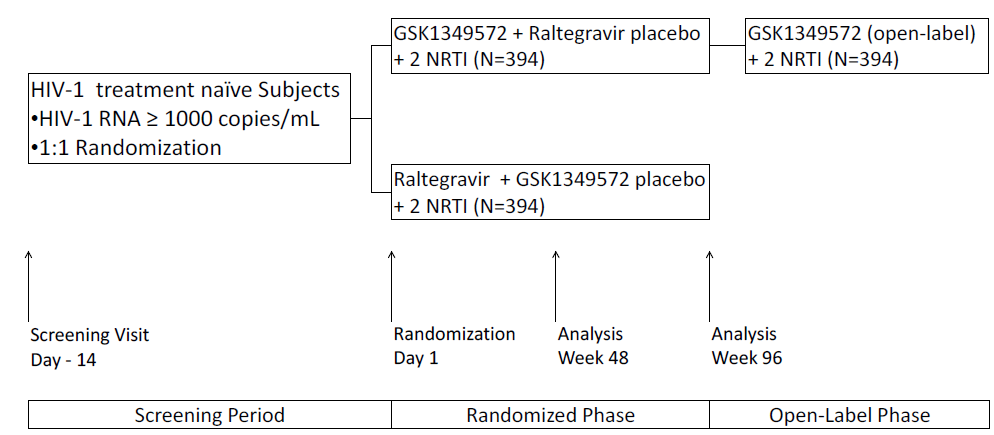 HIV-1 treatment naïve Subjects
•HIV-1 RNA ≥ 1000 copies/mL
•1:1 Randomization
GSK1349572 + Raltegravir placebo
+ 2 NRTI (N=394)
GSK1349572 (open-label)
+ 2 NRTI (N=394)
Raltegravir + GSK1349572 placebo
+ 2 NRTI (N=394)
Screening Visit
Day - 14
Randomization
Day 1
Analysis
Week 48
Analysis
Week 96
Screening Period
Randomized Phase
Open-Label Phase